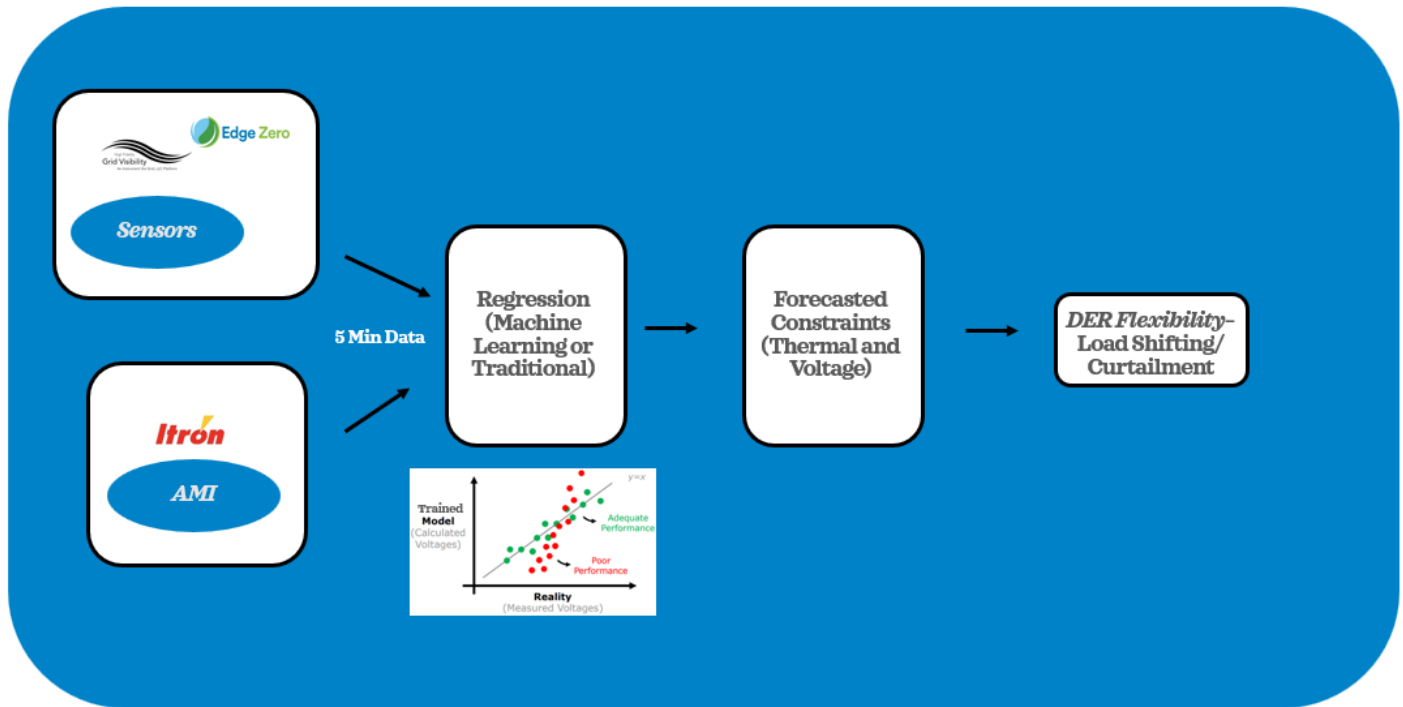 Edge Zero
Grid Visibility
Sensors
5 Min Data
Itrón
AMI
Regression
(Machine
Learning or
Traditional)
Forecasted
Constraints
(Thermal and
Voltage)
DER Flexibility-
Load Shifting/
Curtailment
y=x
Trained
Model
(Calculated
Voltages)
Adequate
Performance
Poor
Performance
Reality
(Measured Voltages)